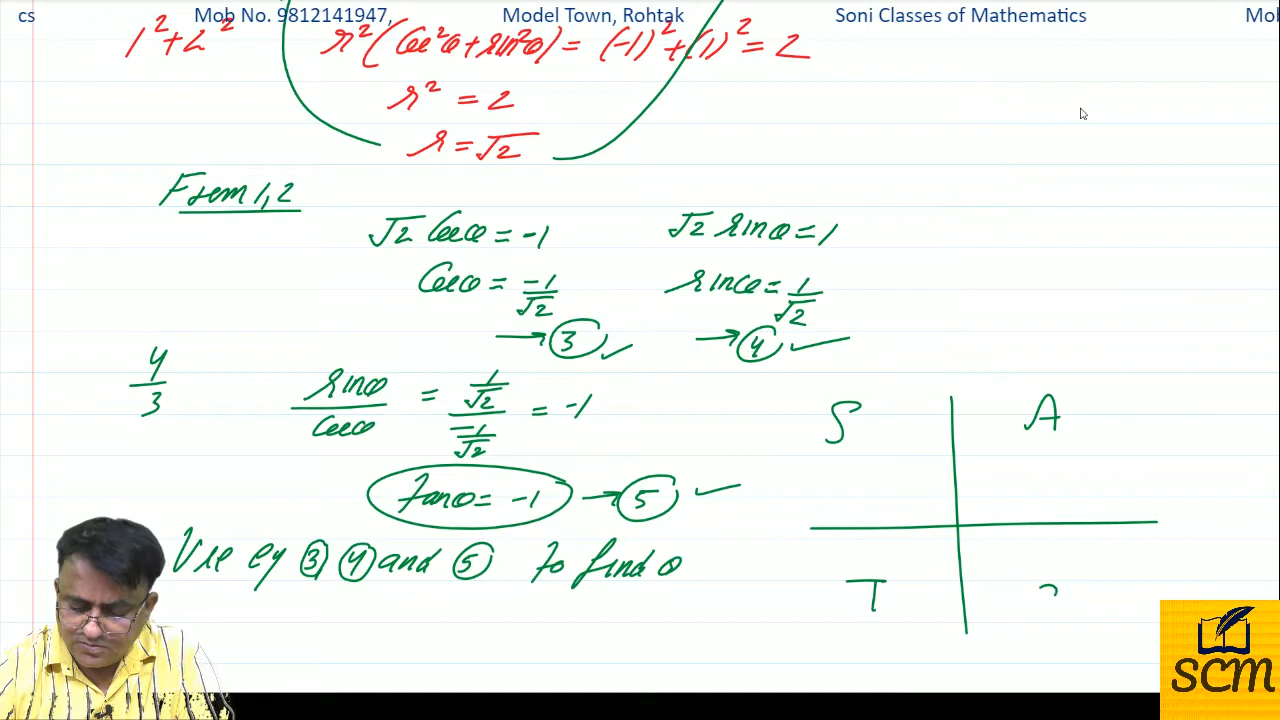 cs Mob No. 9812141947, Model Town, Rohtak Soni Classes of Mathematics Mob
1² + 2² r²(Cos²θ + sin²θ) = (-1)² + (1)² = 2
r² = 2
r = √2
From 1, 2
√2 Cosθ = -1 √2 sinθ = 1
Cosθ = -1/√2 sinθ = 1/√2
→ ③ ✓ → ④ ✓
4/3 sinθ/Cosθ = (1/√2)/(-1/√2) = -1
S A
tanθ = -1 → ⑤ ✓
Use eq ③ ④ and ⑤ to find θ
T
SCM